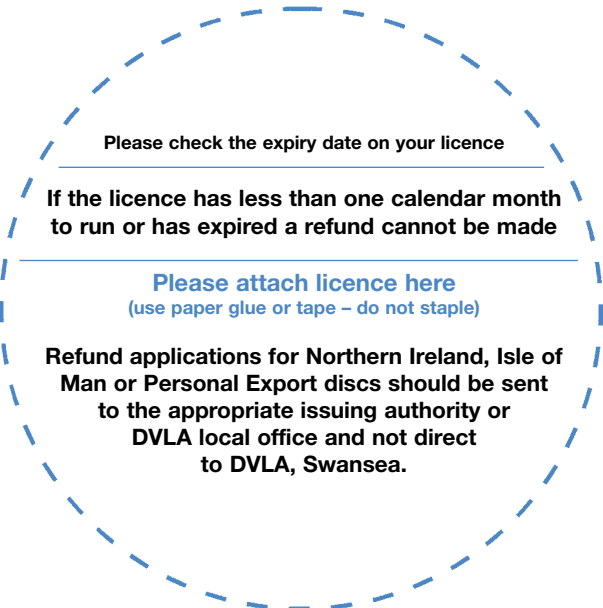 Please check the expiry date on your licence
If the licence has less than one calendar month
to run or has expired a refund cannot be made
Please attach licence here
(use paper glue or tape – do not staple)
Refund applications for Northern Ireland, Isle of
Man or Personal Export discs should be sent
to the appropriate issuing authority or
DVLA local office and not direct
to DVLA, Swansea.